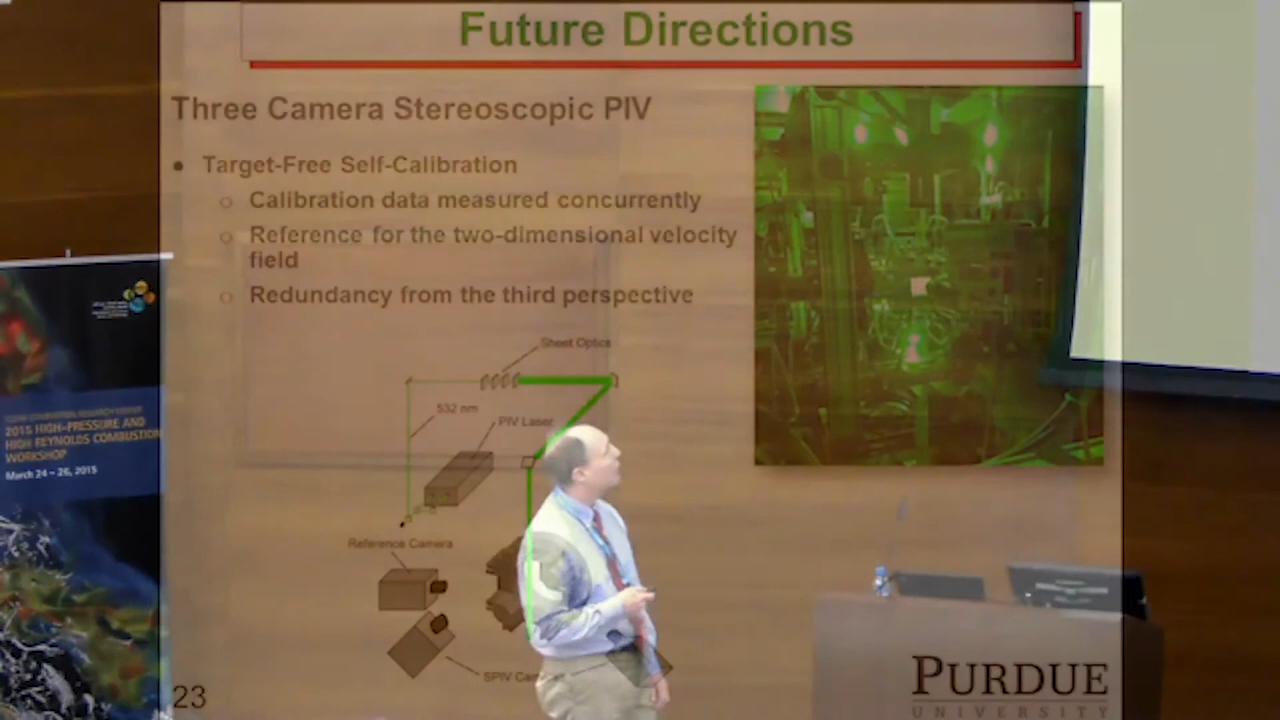 Future Directions
Three Camera Stereoscopic PIV
• Target-Free Self-Calibration
o Calibration data measured concurrently
o Reference for the two-dimensional velocity
field
o Redundancy from the third perspective
Sheet Optics
532 nm
PIV Laser
Reference Camera
SPIV
23
PURDUE
UNIVERSITY
2015 HIGH-PRESSURE AND
HIGH REYNOLDS COMBUSTION
WORKSHOP
March 24 - 26, 2015